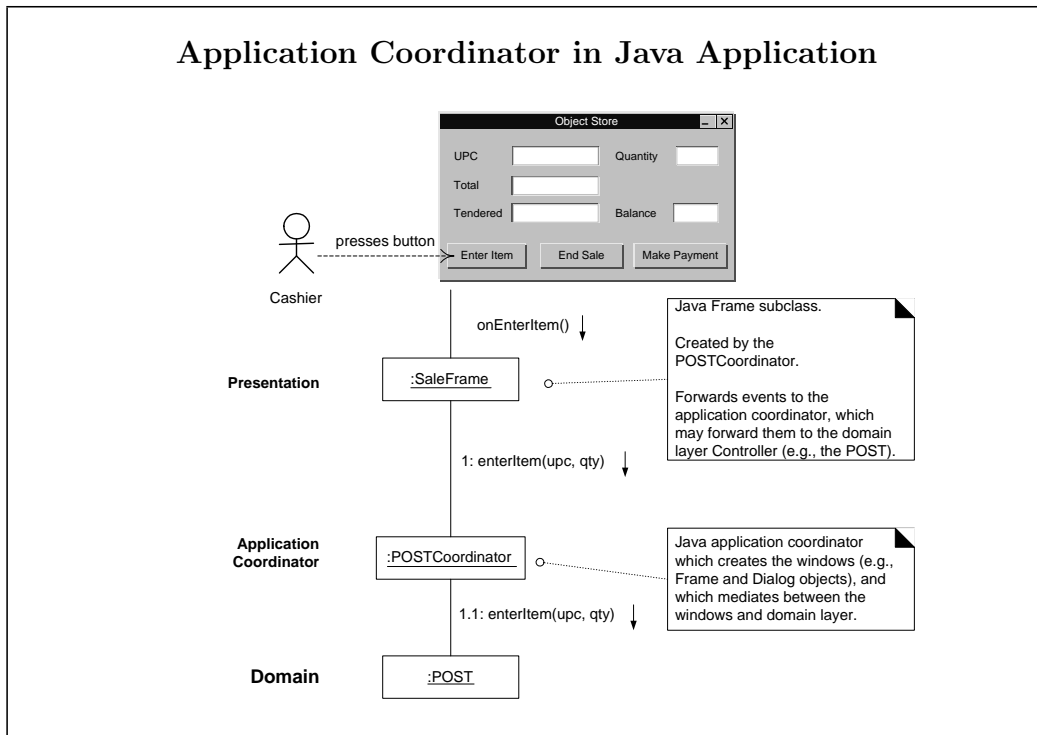 Application Coordinator in Java Application
Object Store
UPC
Quantity
Total
Tendered
Balance
presses button
Enter Item
End Sale
Make Payment
Cashier
onEnterItem()
Java Frame subclass.
Created by the
POSTCoordinator.
Forwards events to the
application coordinator, which
may forward them to the domain
layer Controller (e.g., the POST).
Presentation
:SaleFrame
1: enterItem(upc, qty)
Application
Coordinator
:POSTCoordinator
Java application coordinator
which creates the windows (e.g.,
Frame and Dialog objects), and
which mediates between the
windows and domain layer.
1.1: enterItem(upc, qty)
Domain
:POST